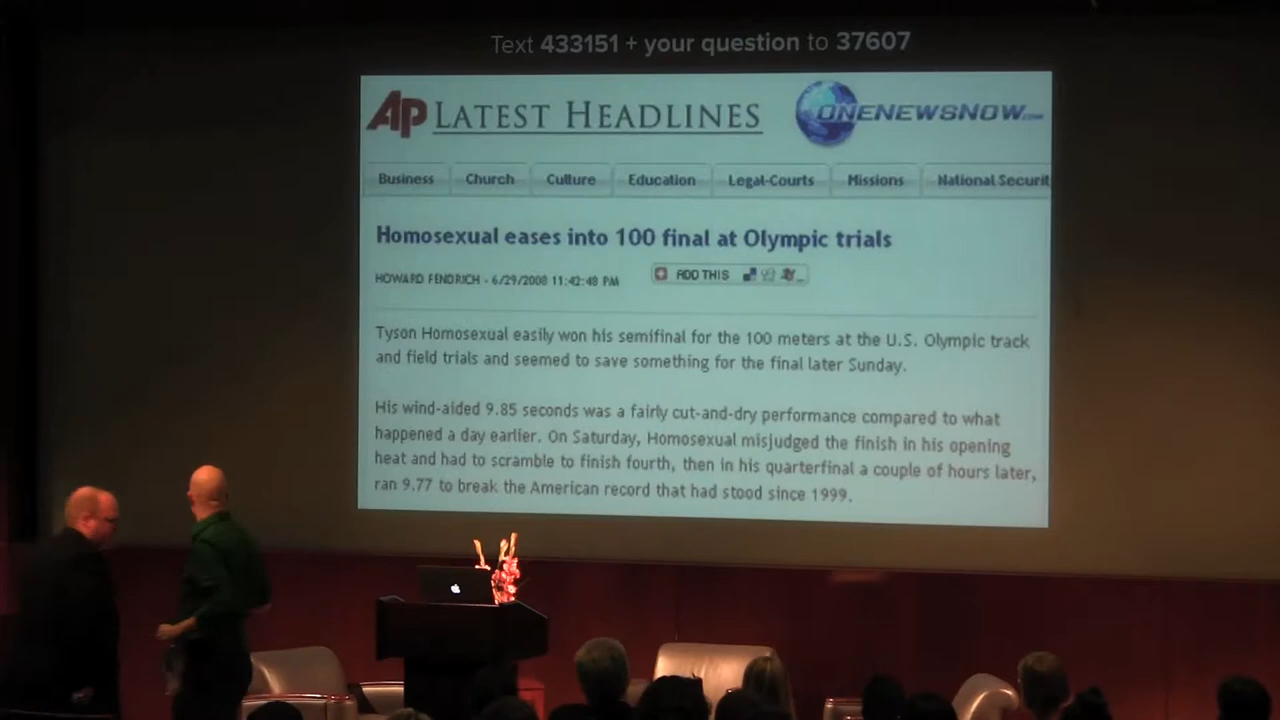 Text 433151 + your question to 37607
AP LATEST HEADLINES
ONENEWSNOW.COM
Business Church Culture Education Legal-Courts Missions National Securit
Homosexual eases into 100 final at Olympic trials
HOWARD FENDRICH - 6/29/2008 11:42:48 PM
ADD THIS
Tyson Homosexual easily won his semifinal for the 100 meters at the U.S. Olympic track
and field trials and seemed to save something for the final later Sunday.
His wind-aided 9.85 seconds was a fairly cut-and-dry performance compared to what
happened a day earlier. On Saturday, Homosexual misjudged the finish in his opening
heat and had to scramble to finish fourth, then in his quarterfinal a couple of hours later,
ran 9.77 to break the American record that had stood since 1999.